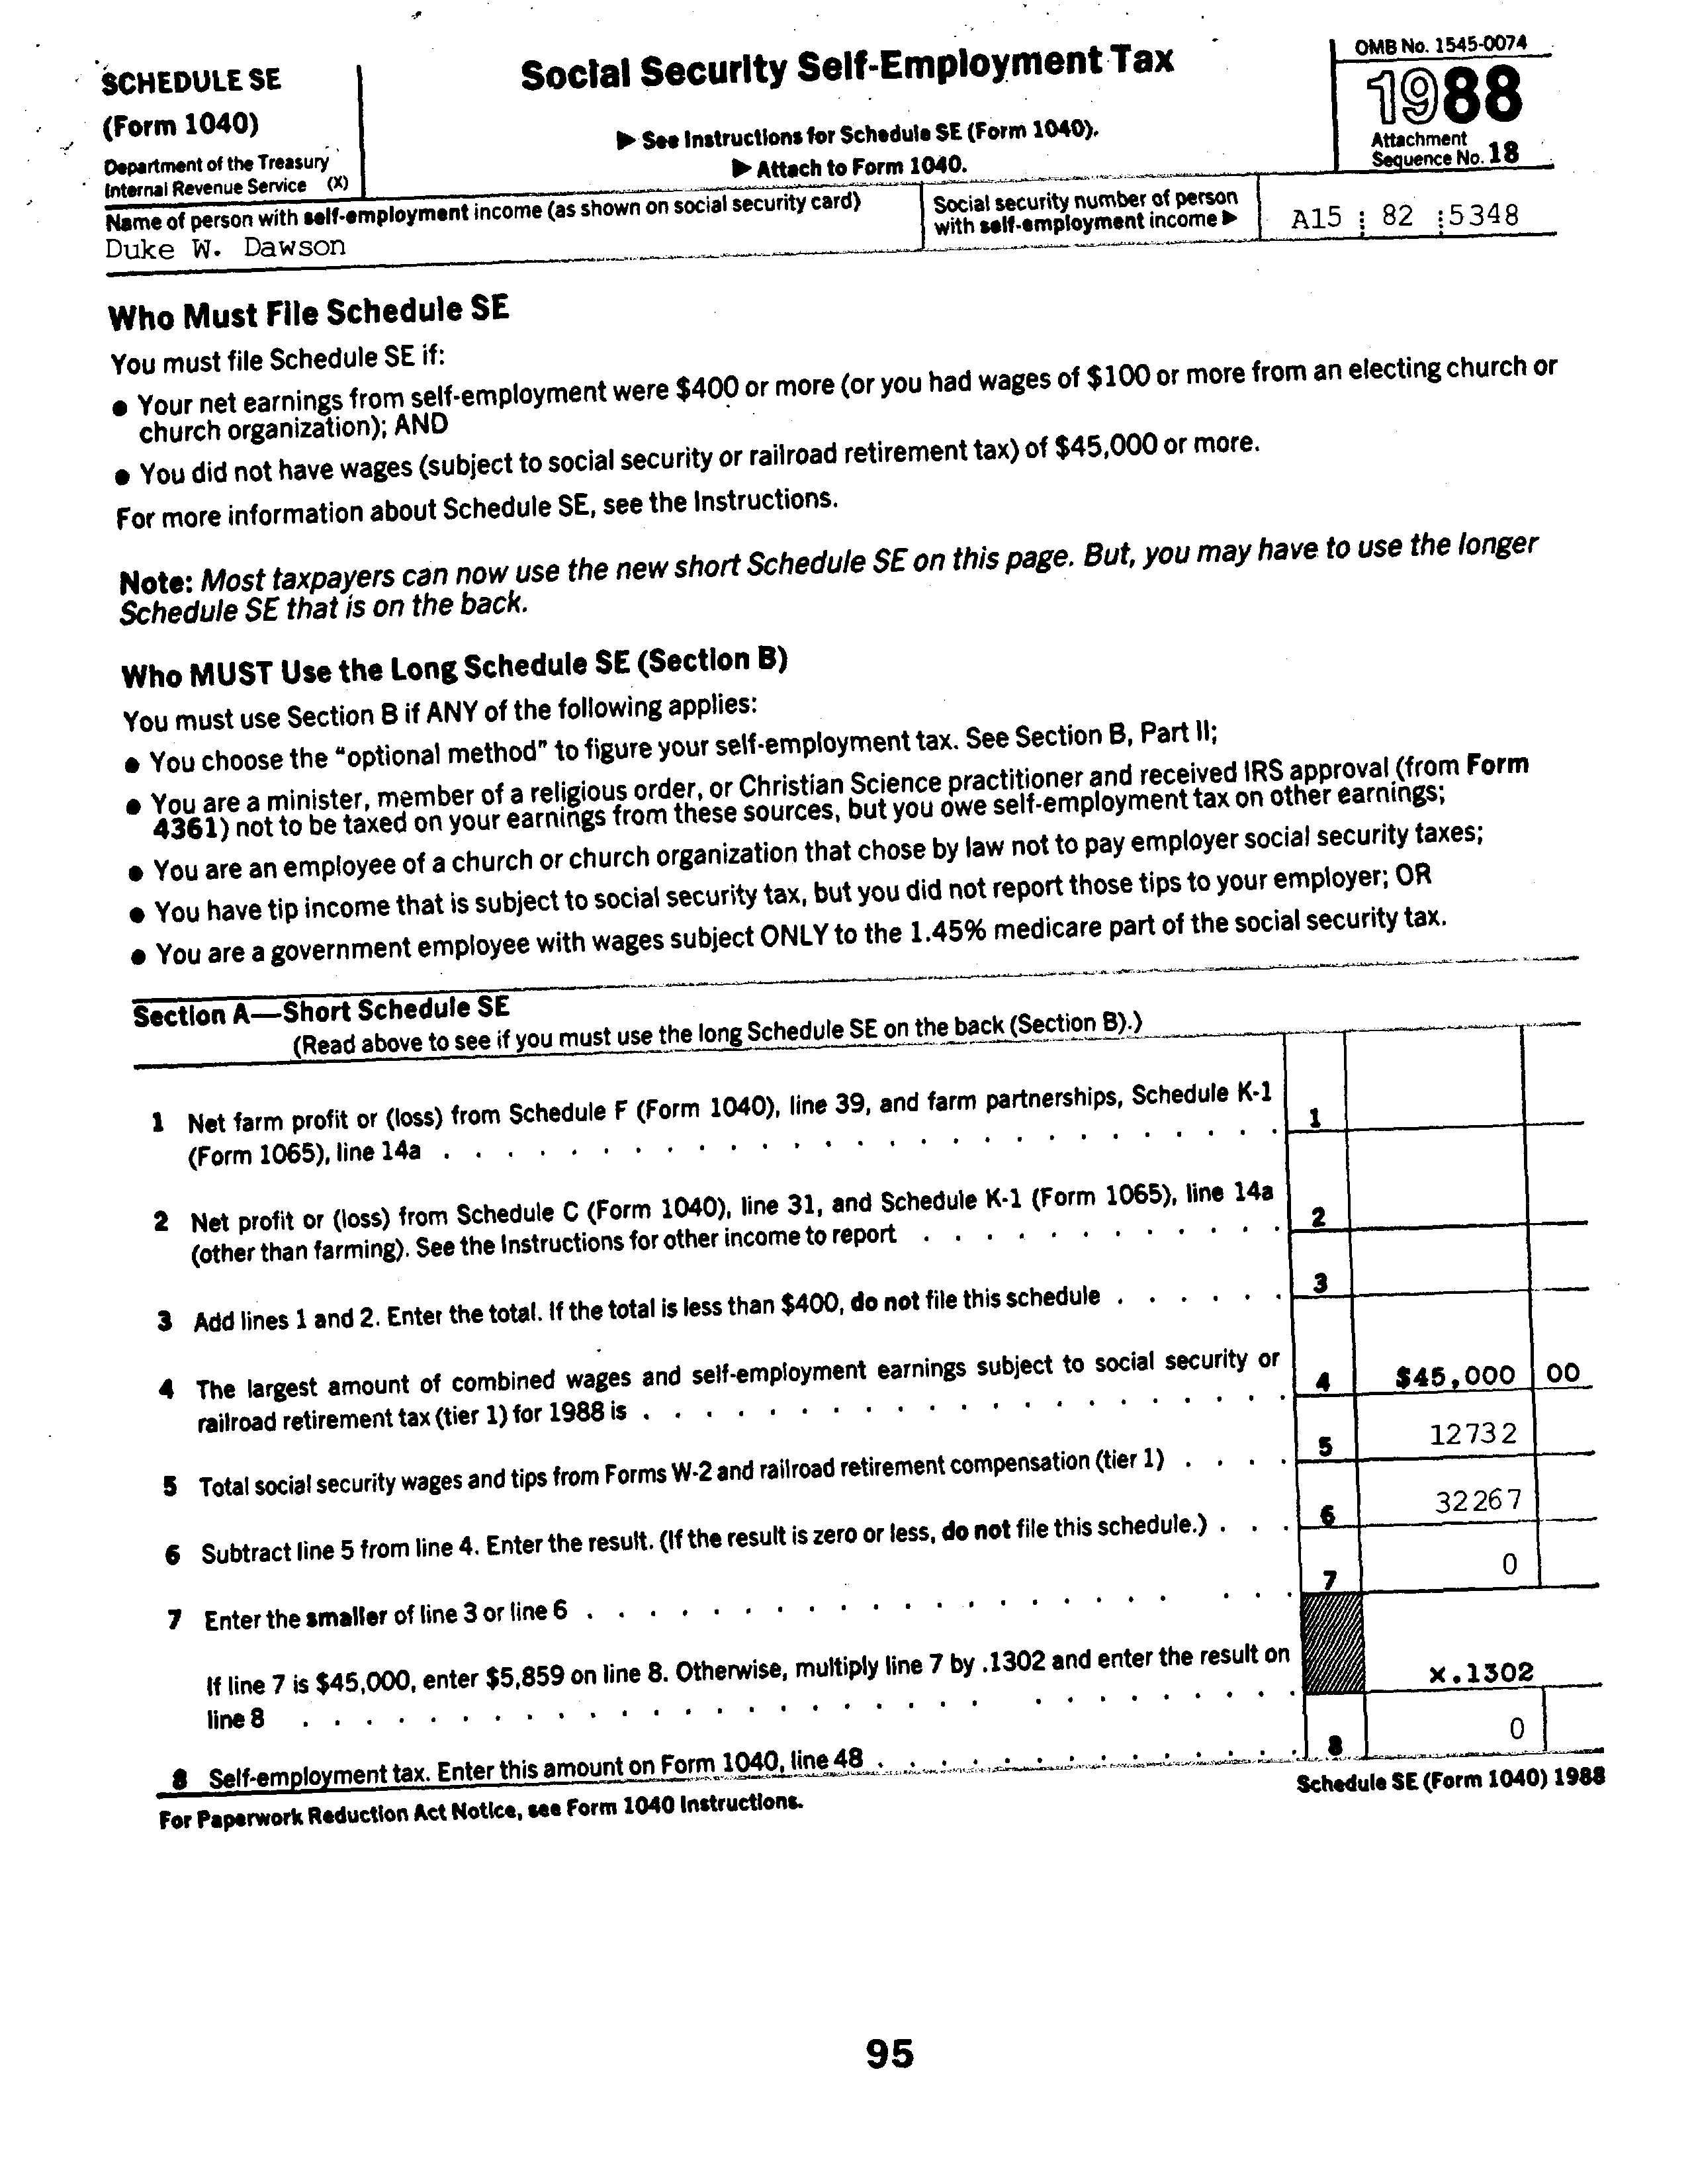 SCHEDULE SE
(Form 1040)
Department of the Treasury
Internal Revenue Service (X)
Social Security Self-Employment Tax
▶ See Instructions for Schedule SE (Form 1040).
▶ Attach to Form 1040.
OMB No. 1545-0074
1988
Attachment
Sequence No. 18
Name of person with self-employment income (as shown on social security card)
Duke W. Dawson
Social security number of person
with self-employment income ▶
A15 82 5348
Who Must File Schedule SE
You must file Schedule SE if:
● Your net earnings from self-employment were $400 or more (or you had wages of $100 or more from an electing church or
church organization); AND
● You did not have wages (subject to social security or railroad retirement tax) of $45,000 or more.
For more information about Schedule SE, see the Instructions.
Note: Most taxpayers can now use the new short Schedule SE on this page. But, you may have to use the longer
Schedule SE that is on the back.
Who MUST Use the Long Schedule SE (Section B)
You must use Section B if ANY of the following applies:
● You choose the "optional method" to figure your self-employment tax. See Section B, Part II;
● You are a minister, member of a religious order, or Christian Science practitioner and received IRS approval (from Form
4361) not to be taxed on your earnings from these sources, but you owe self-employment tax on other earnings;
● You are an employee of a church or church organization that chose by law not to pay employer social security taxes;
● You have tip income that is subject to social security tax, but you did not report those tips to your employer; OR
● You are a government employee with wages subject ONLY to the 1.45% medicare part of the social security tax.
Section A—Short Schedule SE
(Read above to see if you must use the long Schedule SE on the back (Section B).)
1 Net farm profit or (loss) from Schedule F (Form 1040), line 39, and farm partnerships, Schedule K-1
(Form 1065), line 14a . . . . . . . . . . . . . . . . . . . . . . . . . . 1
2 Net profit or (loss) from Schedule C (Form 1040), line 31, and Schedule K-1 (Form 1065), line 14a
(other than farming). See the Instructions for other income to report . . . . . . . . . . . . 2
3 Add lines 1 and 2. Enter the total. If the total is less than $400, do not file this schedule . . . . . . 3
4 The largest amount of combined wages and self-employment earnings subject to social security or
railroad retirement tax (tier 1) for 1988 is . . . . . . . . . . . . . . . . . . . . . 4 $45,000 00
5 Total social security wages and tips from Forms W-2 and railroad retirement compensation (tier 1) . . . . 5 12732
6 Subtract line 5 from line 4. Enter the result. (If the result is zero or less, do not file this schedule.) . . . 6 32267
7 Enter the smaller of line 3 or line 6 . . . . . . . . . . . . . . . . . . . . . . 7 0
If line 7 is $45,000, enter $5,859 on line 8. Otherwise, multiply line 7 by .1302 and enter the result on
line 8 . . . . . . . . . . . . . . . . . . . . . . . . . . . . . . x.1302
8 Self-employment tax. Enter this amount on Form 1040, line 48 . . . . . . . . . . . . . . 8 0
For Paperwork Reduction Act Notice, see Form 1040 Instructions.
Schedule SE (Form 1040) 1988
95